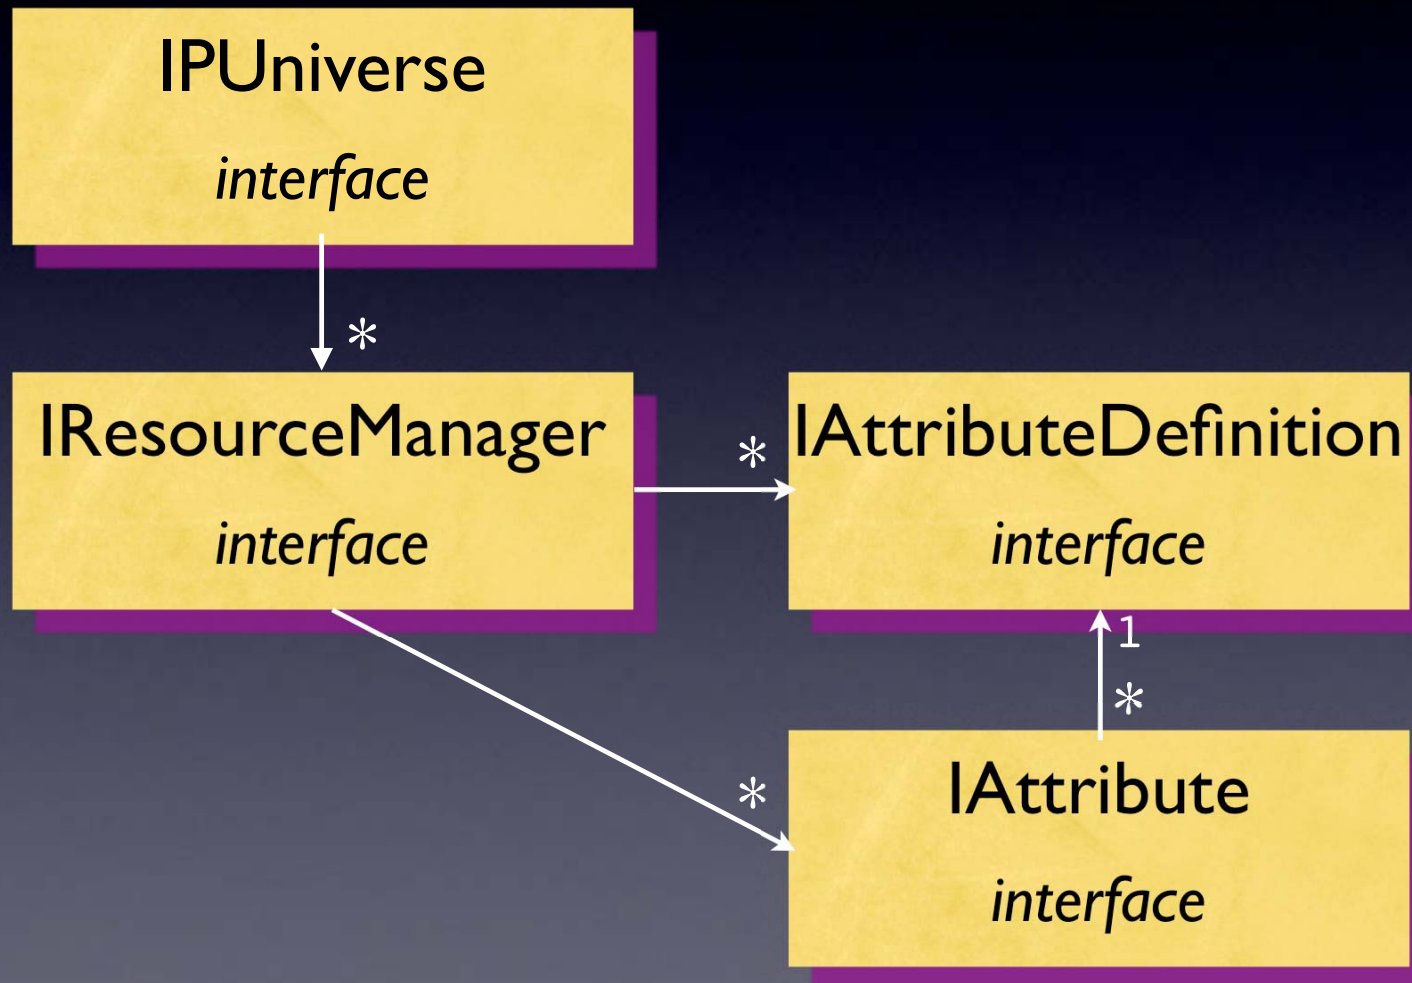 IPUniverse
interface
*
IResourceManager
interface
*
IAttributeDefinition
interface
1
*
*
IAttribute
interface